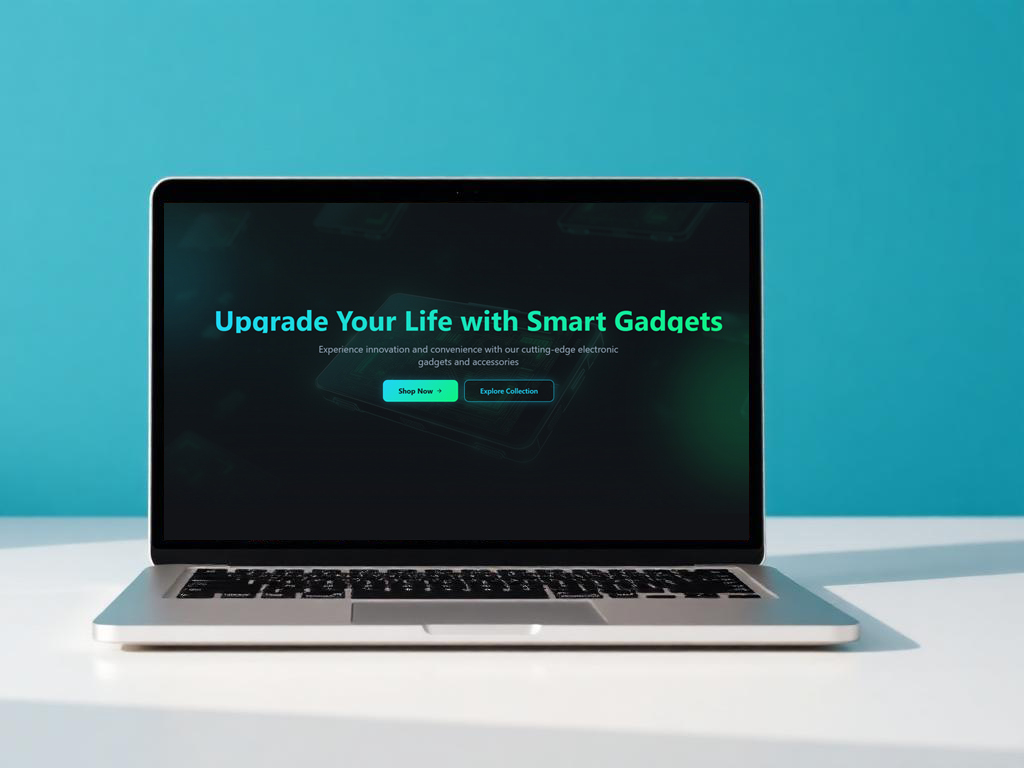 Upgrade Your Life with Smart Gadgets
Experience innovation and convenience with our cutting-edge electronic
gadgets and accessories
Shop Now →
Explore Collection